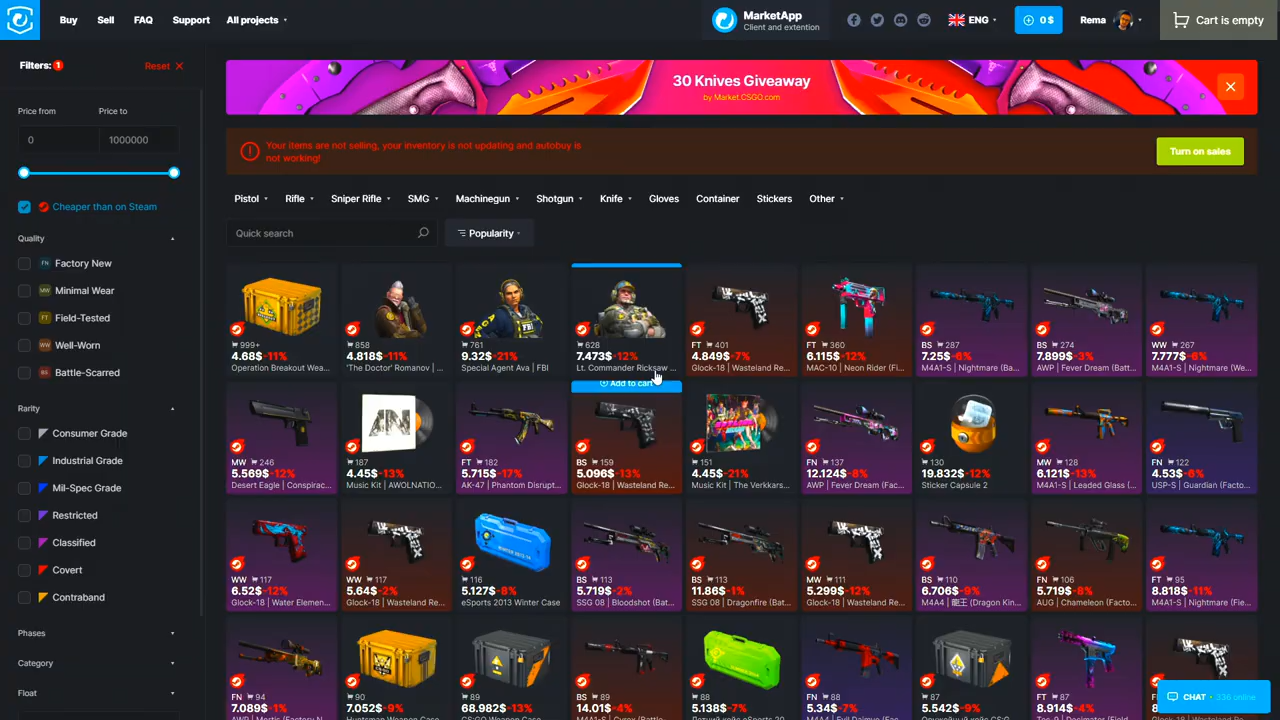 Buy
Sell
FAQ
Support
All projects
MarketApp
Client and extention
ENG
0 $
Rema
Cart is empty
Filters: 1
Reset
30 Knives Giveaway
by Market.CSGO.com
Price from
Price to
0
1000000
Your items are not selling, your inventory is not updating and autobuy is
not working!
Turn on sales
Pistol
Rifle
Sniper Rifle
SMG
Machinegun
Shotgun
Knife
Gloves
Container
Stickers
Other
Cheaper than on Steam
Quick search
Popularity
Quality
FN Factory New
MW Minimal Wear
FT Field-Tested
WW Well-Worn
BS Battle-Scarred
999+
4.68$-11%
Operation Breakout Wea...
858
4.818$-11%
'The Doctor' Romanov | ...
761
9.32$-21%
Special Agent Ava | FBI
628
7.473$-12%
Lt. Commander Ricksaw ...
Add to cart
FT 401
4.849$-7%
Glock-18 | Wasteland Re...
FT 360
6.115$-12%
MAC-10 | Neon Rider (Fi...
BS 287
7.25$-6%
M4A1-S | Nightmare (Ba...
BS 274
7.899$-3%
AWP | Fever Dream (Batt...
WW 267
7.777$-6%
M4A1-S | Nightmare (We...
Rarity
Consumer Grade
Industrial Grade
Mil-Spec Grade
Restricted
Classified
Covert
Contraband
MW 246
5.569$-12%
Desert Eagle | Conspirac...
187
4.45$-13%
Music Kit | AWOLNATIO...
FT 182
5.715$-17%
AK-47 | Phantom Disrupt...
BS 159
5.096$-13%
Glock-18 | Wasteland Re...
151
4.45$-21%
Music Kit | The Verkkars...
FN 137
12.124$-8%
AWP | Fever Dream (Fac...
130
19.832$-12%
Sticker Capsule 2
MW 128
6.121$-13%
M4A1-S | Leaded Glass (...
FN 122
4.53$-6%
USP-S | Guardian (Facto...
WW 117
6.52$-12%
Glock-18 | Water Elemen...
WW 117
5.64$-2%
Glock-18 | Wasteland Re...
116
5.127$-8%
eSports 2013 Winter Case
BS 113
5.719$-2%
SSG 08 | Bloodshot (Bat...
BS 113
11.86$-1%
SSG 08 | Dragonfire (Bat...
MW 111
5.299$-12%
Glock-18 | Wasteland Re...
BS 110
6.706$-9%
M4A4 | 龍王 (Dragon Kin...
FN 106
5.719$-8%
AUG | Chameleon (Facto...
FT 95
8.818$-11%
M4A1-S | Nightmare (Fie...
Phases
Category
Float
FN 94
7.089$-1%
90
7.052$-9%
Huntsman Weapon Case
89
68.982$-13%
CS:GO Weapon Case
BS 89
14.01$-4%
88
5.138$-7%
FN 88
5.34$-7%
87
5.542$-9%
FT 87
8.914$-4%
CHAT • 336 online